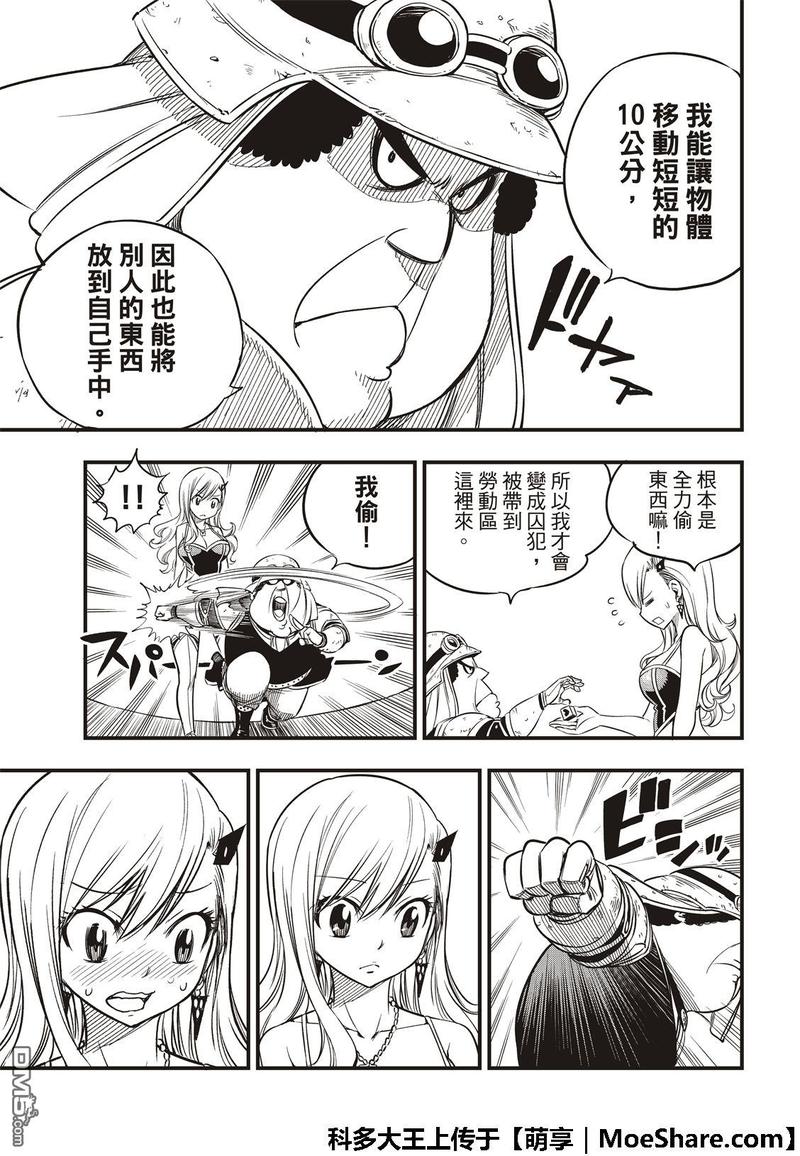 我能讓物體
移動短短的
10公分，
因此也能將
別人的東西
放到自己手中。
ドヤァ
根本是
全力偷
東西嘛！
所以我才會
變成囚犯，
被帶到
勞動區
這裡來。
我偷！
!!
スパーーーン
ビシッ
DM5
.com
科多大王上传于【萌享｜MoeShare.com】